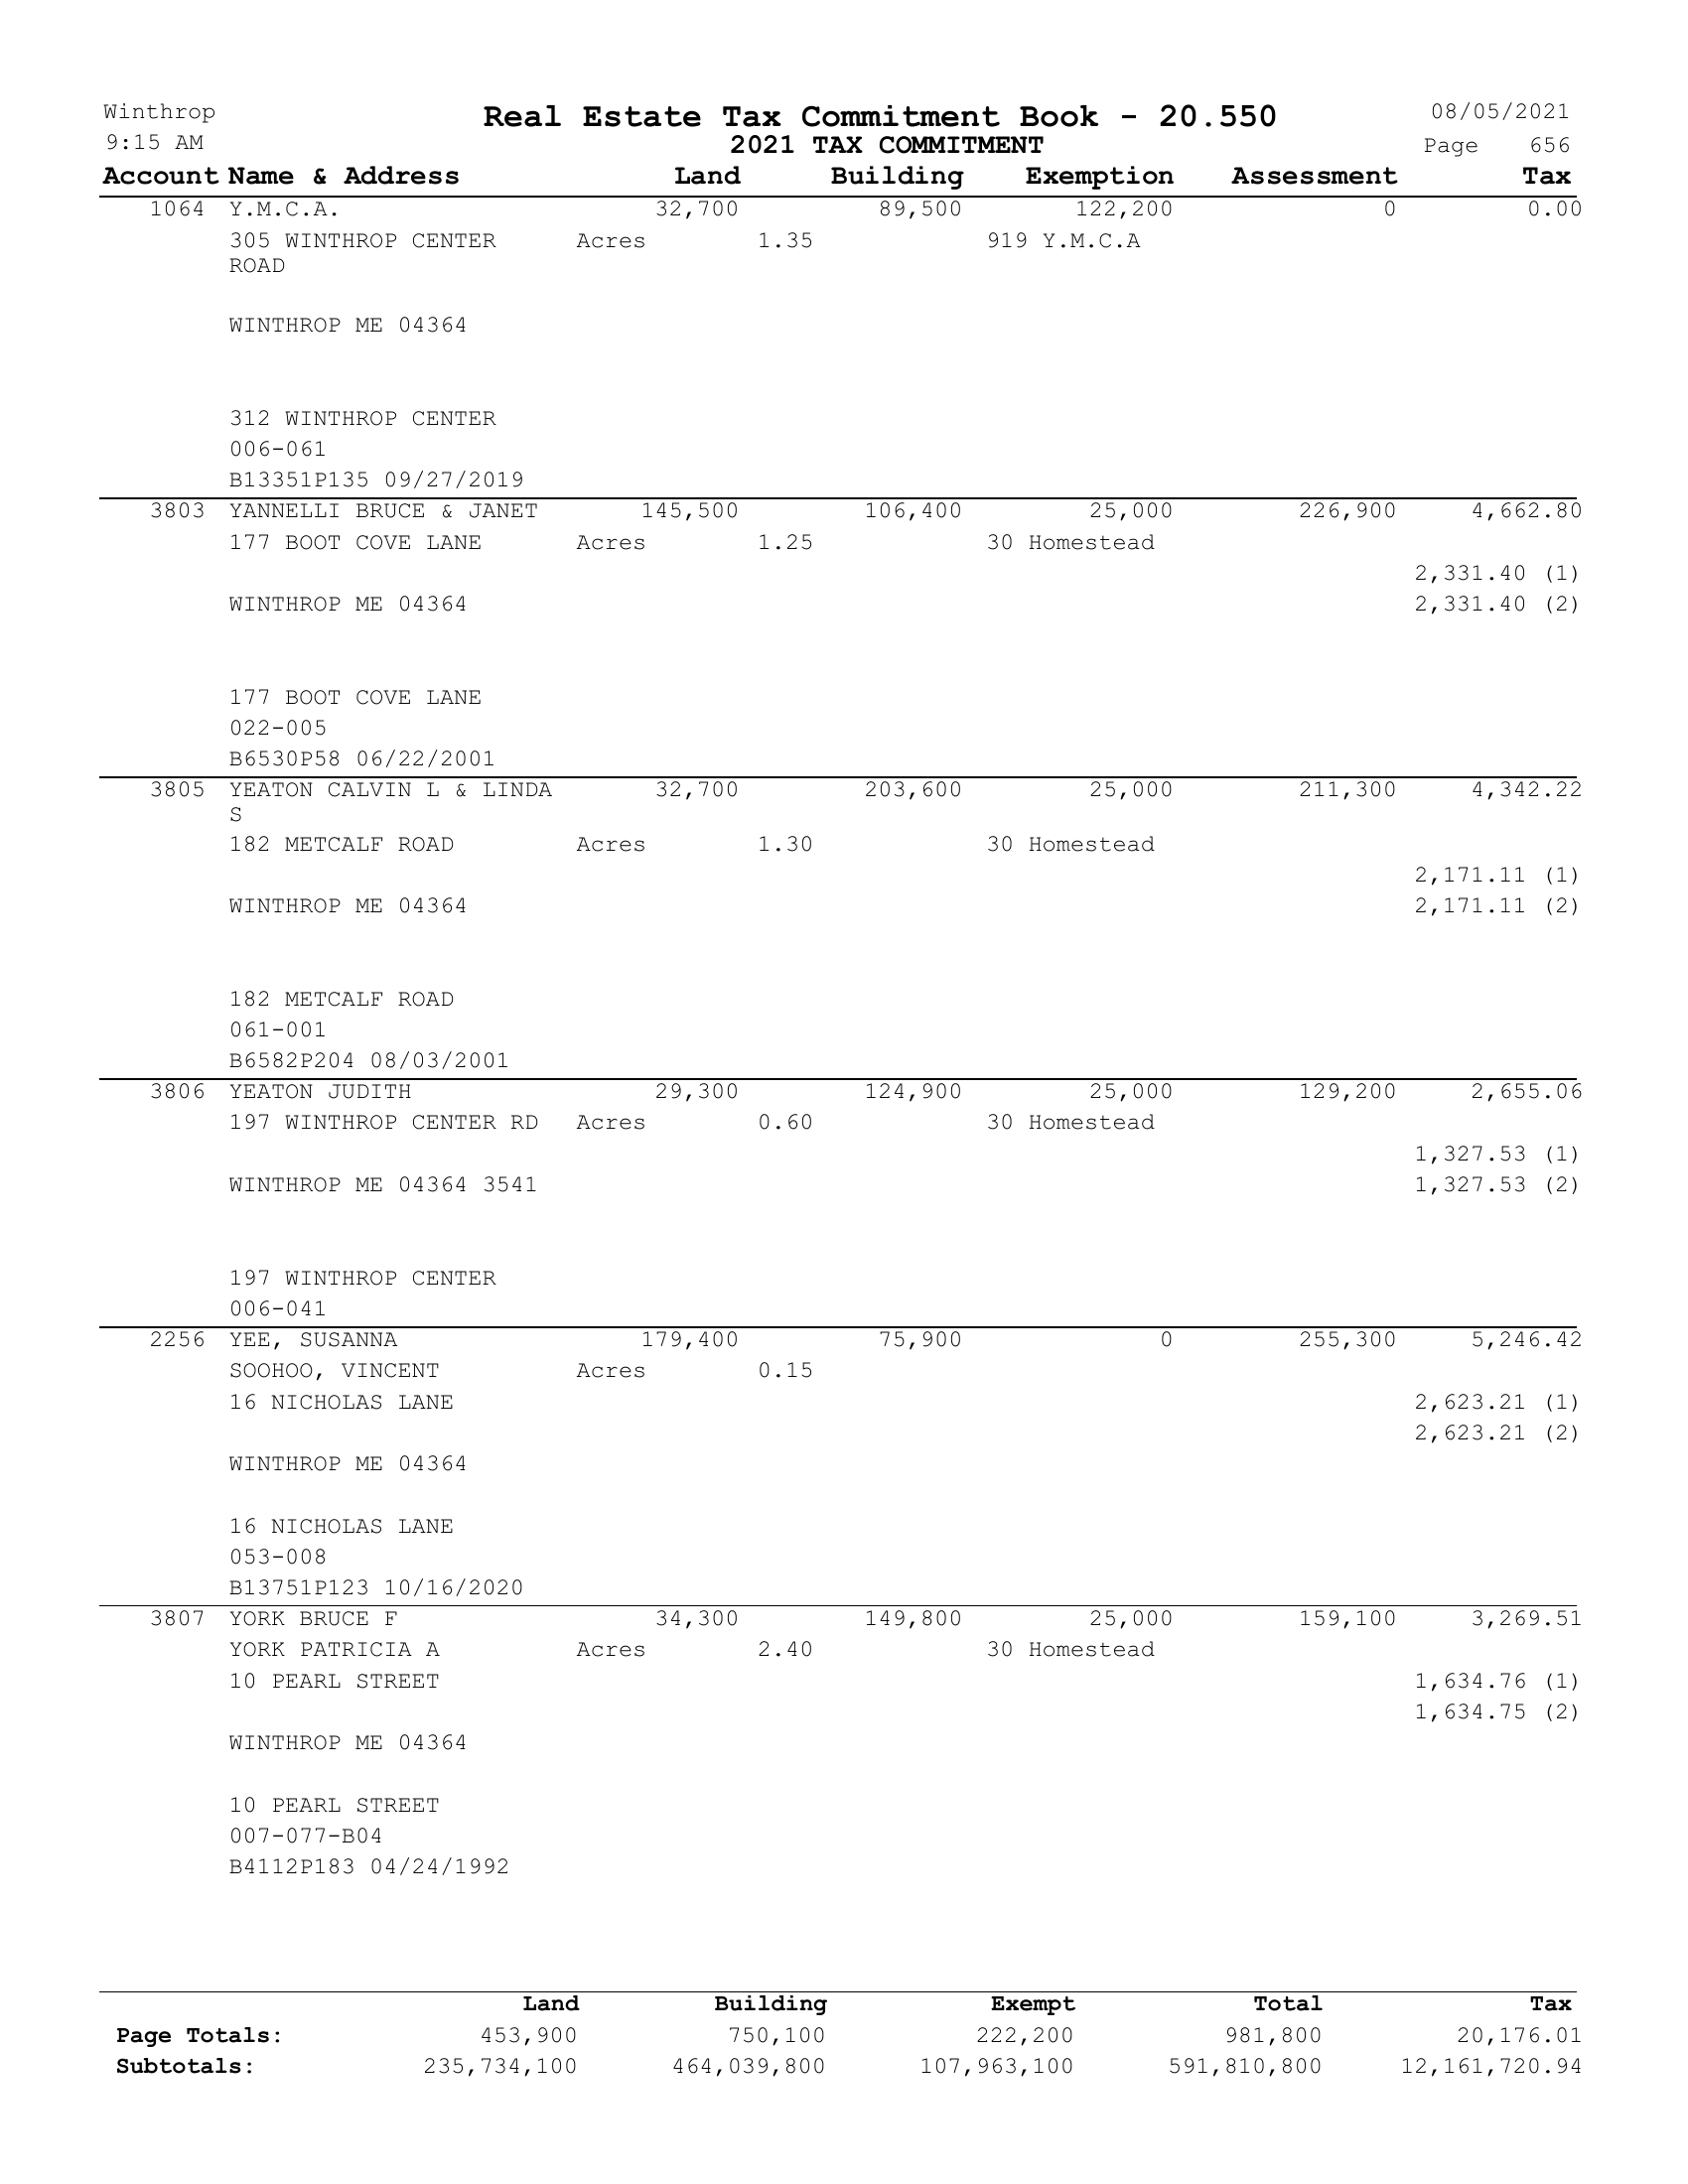 Winthrop Real Estate Tax Commitment Book - 20.550 08/05/2021
9:15 AM 2021 TAX COMMITMENT Page 656
Account Name & Address Land Building Exemption Assessment Tax
1064 Y.M.C.A. 32,700 89,500 122,200 0 0.00
305 WINTHROP CENTER Acres 1.35 919 Y.M.C.A
ROAD
WINTHROP ME 04364
312 WINTHROP CENTER
006-061
B13351P135 09/27/2019
3803 YANNELLI BRUCE & JANET 145,500 106,400 25,000 226,900 4,662.80
177 BOOT COVE LANE Acres 1.25 30 Homestead
2,331.40 (1)
WINTHROP ME 04364 2,331.40 (2)
177 BOOT COVE LANE
022-005
B6530P58 06/22/2001
3805 YEATON CALVIN L & LINDA 32,700 203,600 25,000 211,300 4,342.22
S
182 METCALF ROAD Acres 1.30 30 Homestead
2,171.11 (1)
WINTHROP ME 04364 2,171.11 (2)
182 METCALF ROAD
061-001
B6582P204 08/03/2001
3806 YEATON JUDITH 29,300 124,900 25,000 129,200 2,655.06
197 WINTHROP CENTER RD Acres 0.60 30 Homestead
1,327.53 (1)
WINTHROP ME 04364 3541 1,327.53 (2)
197 WINTHROP CENTER
006-041
2256 YEE, SUSANNA 179,400 75,900 0 255,300 5,246.42
SOOHOO, VINCENT Acres 0.15
16 NICHOLAS LANE 2,623.21 (1)
2,623.21 (2)
WINTHROP ME 04364
16 NICHOLAS LANE
053-008
B13751P123 10/16/2020
3807 YORK BRUCE F 34,300 149,800 25,000 159,100 3,269.51
YORK PATRICIA A Acres 2.40 30 Homestead
10 PEARL STREET 1,634.76 (1)
1,634.75 (2)
WINTHROP ME 04364
10 PEARL STREET
007-077-B04
B4112P183 04/24/1992
Land Building Exempt Total Tax
Page Totals: 453,900 750,100 222,200 981,800 20,176.01
Subtotals: 235,734,100 464,039,800 107,963,100 591,810,800 12,161,720.94